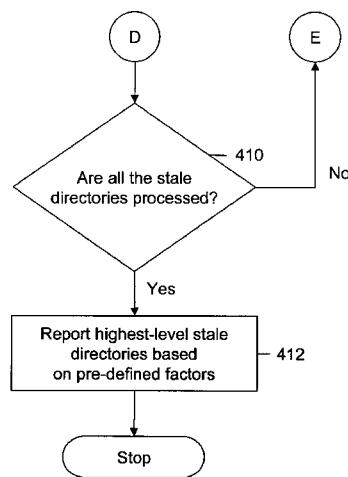 D
E
410
Are all the stale
directories processed?
No
Yes
Report highest-level stale
directories based
on pre-defined factors
412
Stop